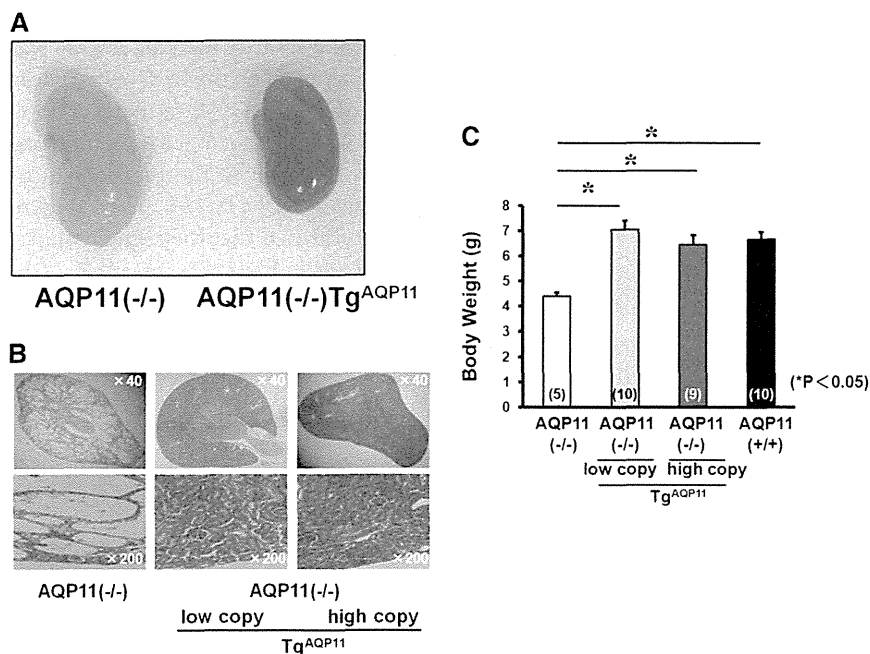 A
AQP11(-/-) AQP11(-/-)Tg^AQP11
B
×40 ×40 ×40
×200 ×200 ×200
AQP11(-/-) AQP11(-/-)
low copy high copy
Tg^AQP11
C
*
*
*
Body Weight (g)
8
7
6
5
4
3
2
1
0
(5) (10) (9) (10)
(*P<0.05)
AQP11 AQP11 AQP11 AQP11
(-/-) (-/-) (-/-) (+/+)
low copy high copy
Tg^AQP11